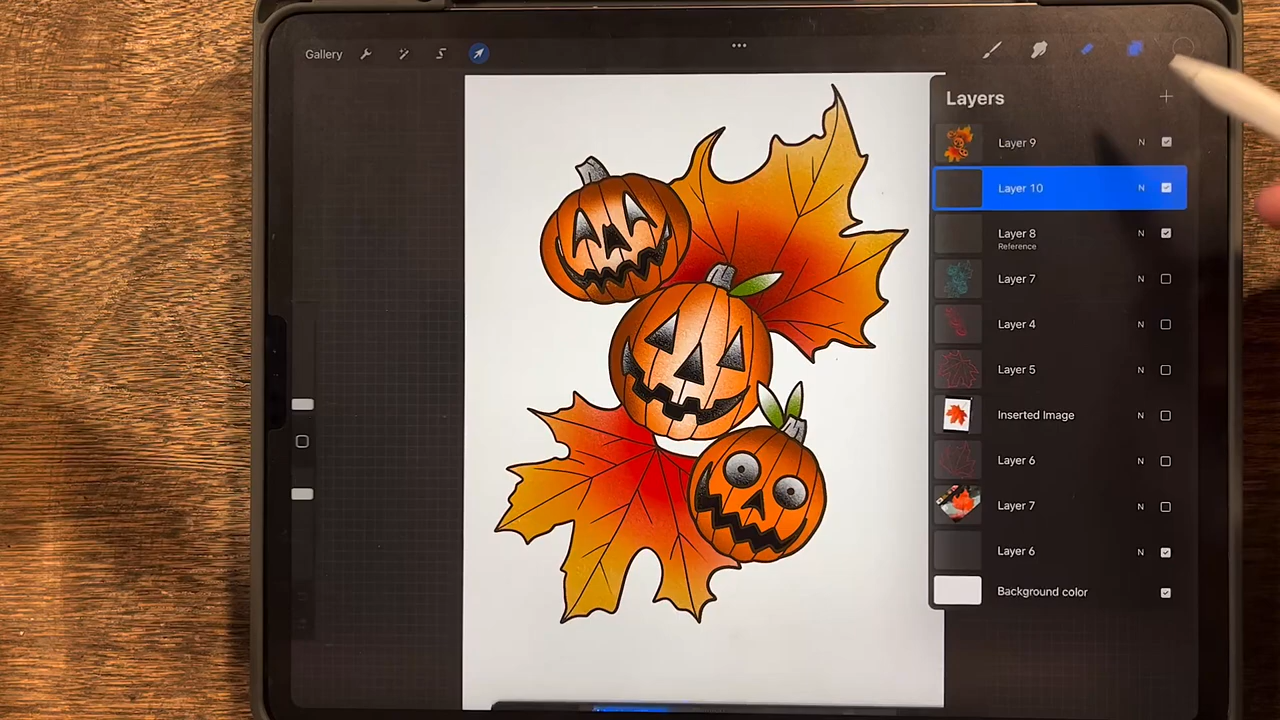 Gallery
Layers
Layer 9 N
Layer 10 N
Layer 8 N
Reference
Layer 7 N
Layer 4 N
Layer 5 N
Inserted Image N
Layer 6 N
Layer 7 N
Layer 6 N
Background color